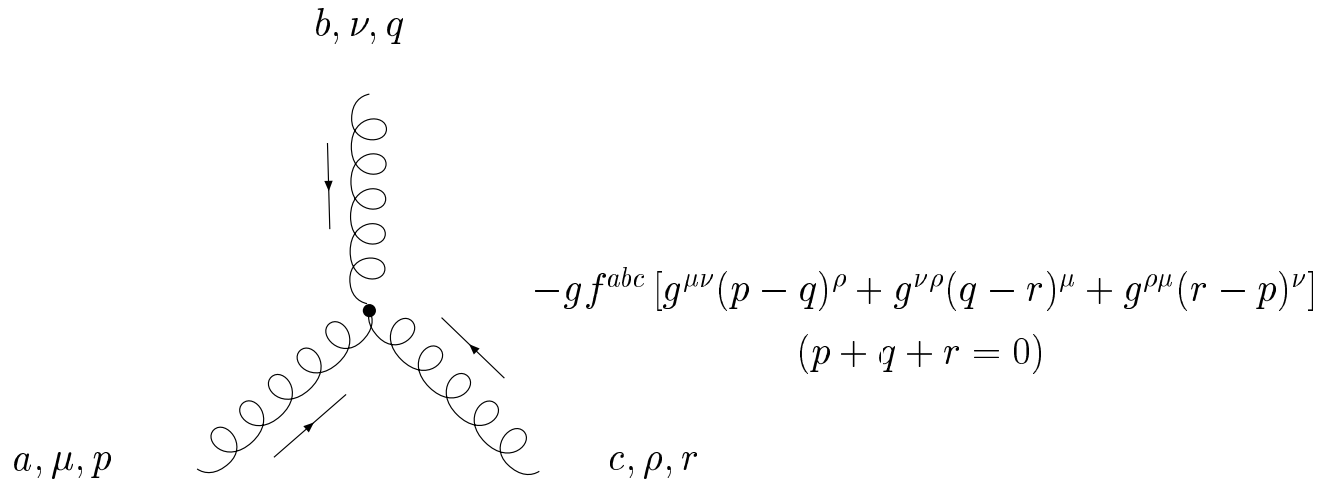 b, ν, q
−gf^{abc} [g^{μν}(p − q)^ρ + g^{νρ}(q − r)^μ + g^{ρμ}(r − p)^ν]
(p + q + r = 0)
a, μ, p
c, ρ, r